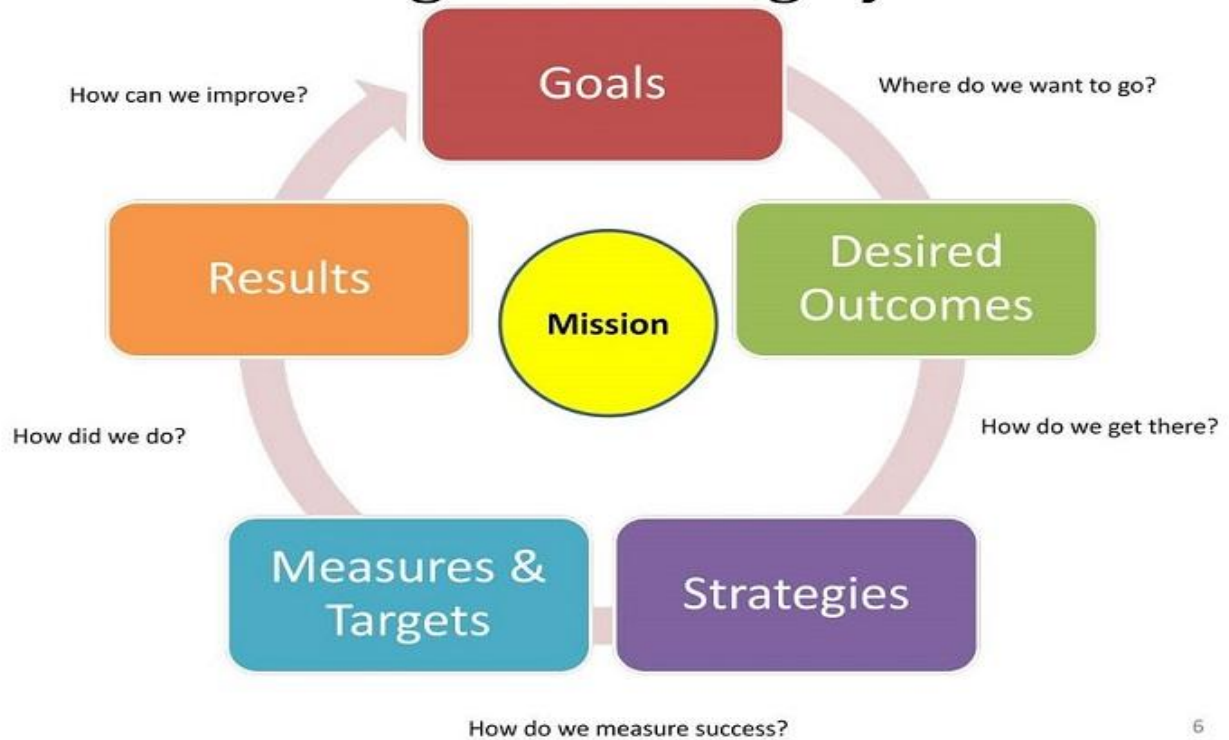 Goals
How can we improve?
Where do we want to go?
Results
Desired
Outcomes
Mission
How did we do?
How do we get there?
Measures &
Targets
Strategies
How do we measure success?
6